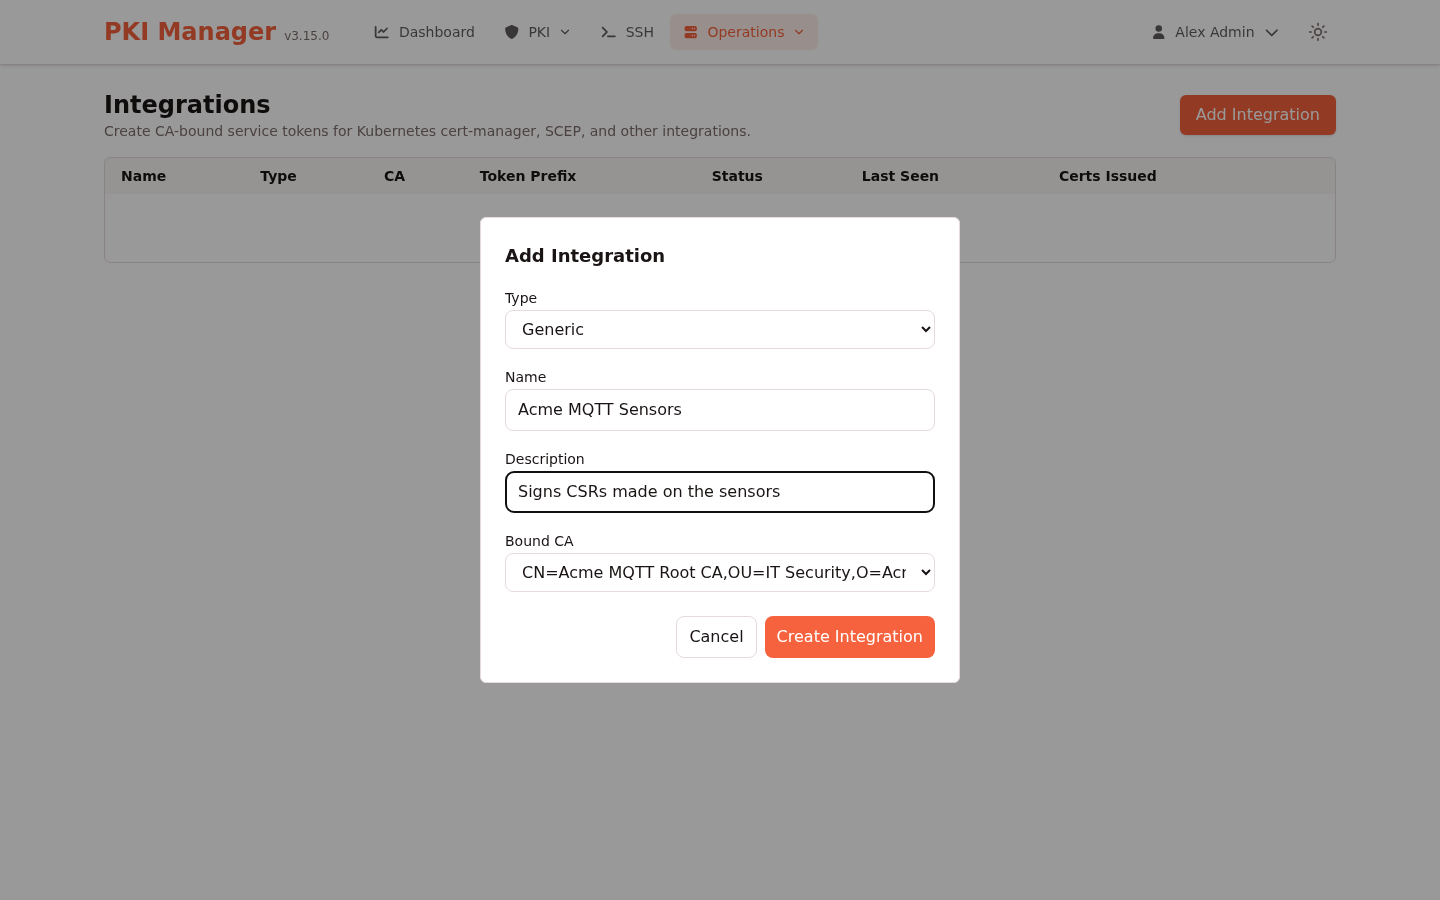 PKI Manager v3.15.0 Dashboard PKI SSH Operations Alex Admin
Integrations
Create CA-bound service tokens for Kubernetes cert-manager, SCEP, and other integrations.
Add Integration
Name Type CA Token Prefix Status Last Seen Certs Issued
Add Integration
Type
Generic
Name
Acme MQTT Sensors
Description
Signs CSRs made on the sensors
Bound CA
CN=Acme MQTT Root CA,OU=IT Security,O=Acr
Cancel Create Integration